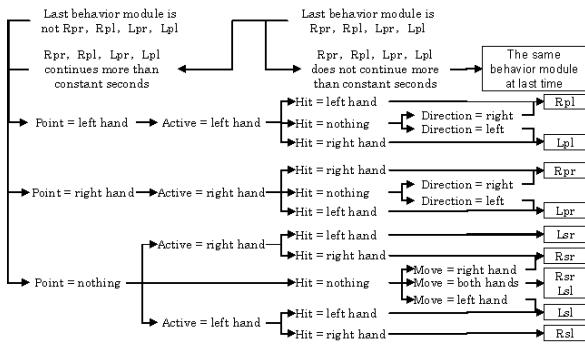 Last behavior module is
not Rpr, Rpl, Lpr, Lpl
Last behavior module is
Rpr, Rpl, Lpr, Lpl
Rpr, Rpl, Lpr, Lpl
continues more than
constant seconds
Rpr, Rpl, Lpr, Lpl
does not continue more
than constant seconds
The same
behavior module
at last time
Point = left hand
Active = left hand
Hit = left hand
Rpl
Hit = nothing
Direction = right
Direction = left
Hit = right hand
Lpl
Point = right hand
Active = right hand
Hit = right hand
Rpr
Hit = nothing
Direction = right
Direction = left
Hit = left hand
Lpr
Point = nothing
Active = right hand
Hit = left hand
Lsr
Hit = right hand
Rsr
Hit = nothing
Move = right hand
Move = both hands
Move = left hand
Rsr
Lsl
Active = left hand
Hit = left hand
Lsl
Hit = right hand
Rsl